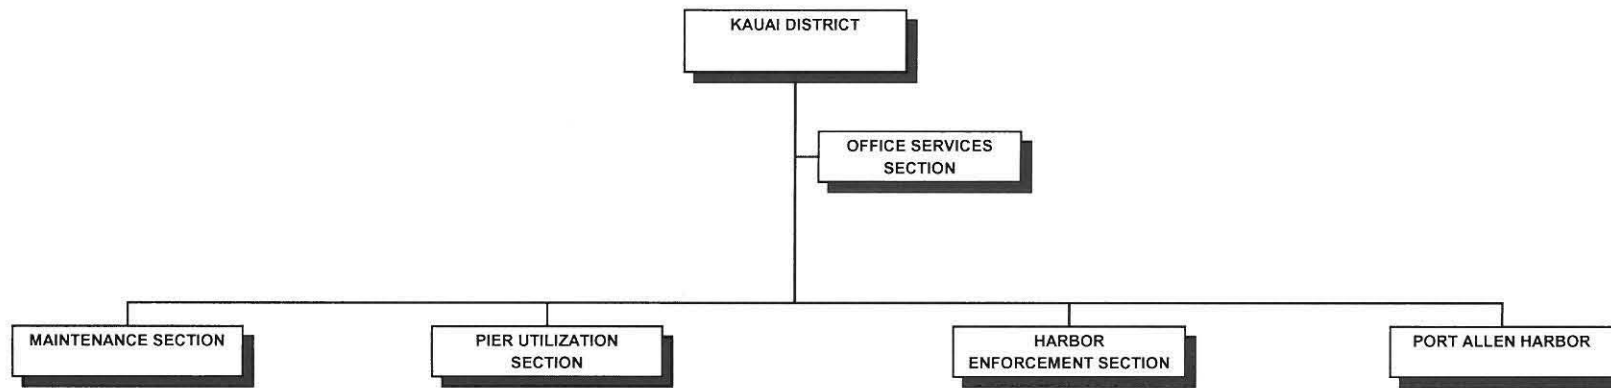 KAUAI DISTRICT
OFFICE SERVICES
SECTION
MAINTENANCE SECTION
PIER UTILIZATION
SECTION
HARBOR
ENFORCEMENT SECTION
PORT ALLEN HARBOR